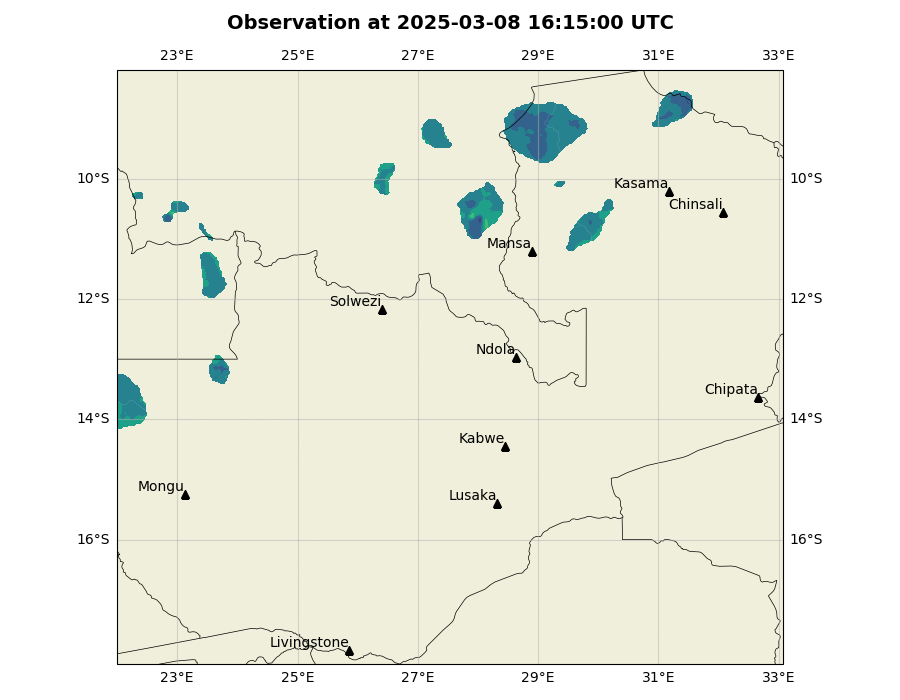 Observation at 2025-03-08 16:15:00 UTC
23°E 25°E 27°E 29°E 31°E 33°E
10°S 10°S
Kasama
Chinsali
Mansa
12°S 12°S
Solwezi
Ndola
Chipata
14°S 14°S
Kabwe
Mongu
Lusaka
16°S 16°S
Livingstone
23°E 25°E 27°E 29°E 31°E 33°E